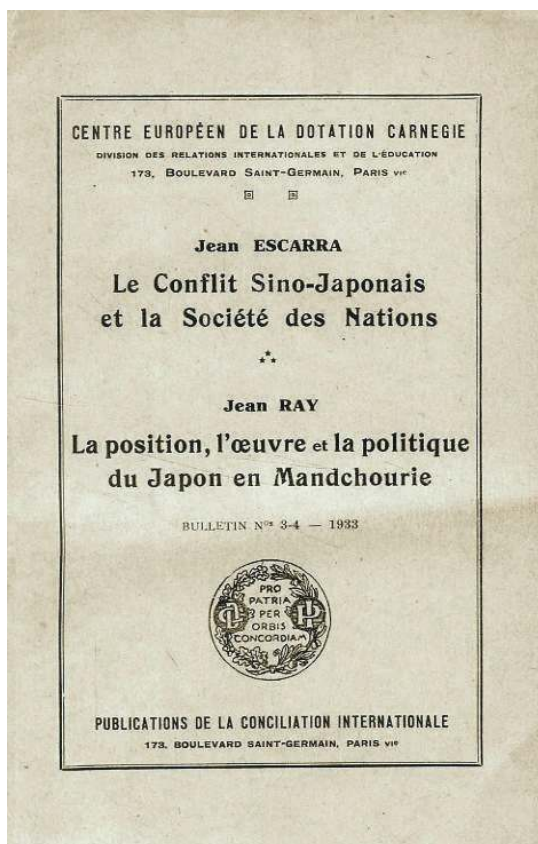 CENTRE EUROPÉEN DE LA DOTATION CARNEGIE
DIVISION DES RELATIONS INTERNATIONALES ET DE L'ÉDUCATION
173, BOULEVARD SAINT-GERMAIN, PARIS VIᵉ
Jean ESCARRA
Le Conflit Sino-Japonais
et la Société des Nations
Jean RAY
La position, l'œuvre et la politique
du Japon en Mandchourie
BULLETIN Nᵒˢ 3-4 — 1933
PRO
PATRIA
PER
ORBIS
CONCORDIAM
PUBLICATIONS DE LA CONCILIATION INTERNATIONALE
173, BOULEVARD SAINT-GERMAIN, PARIS VIᵉ